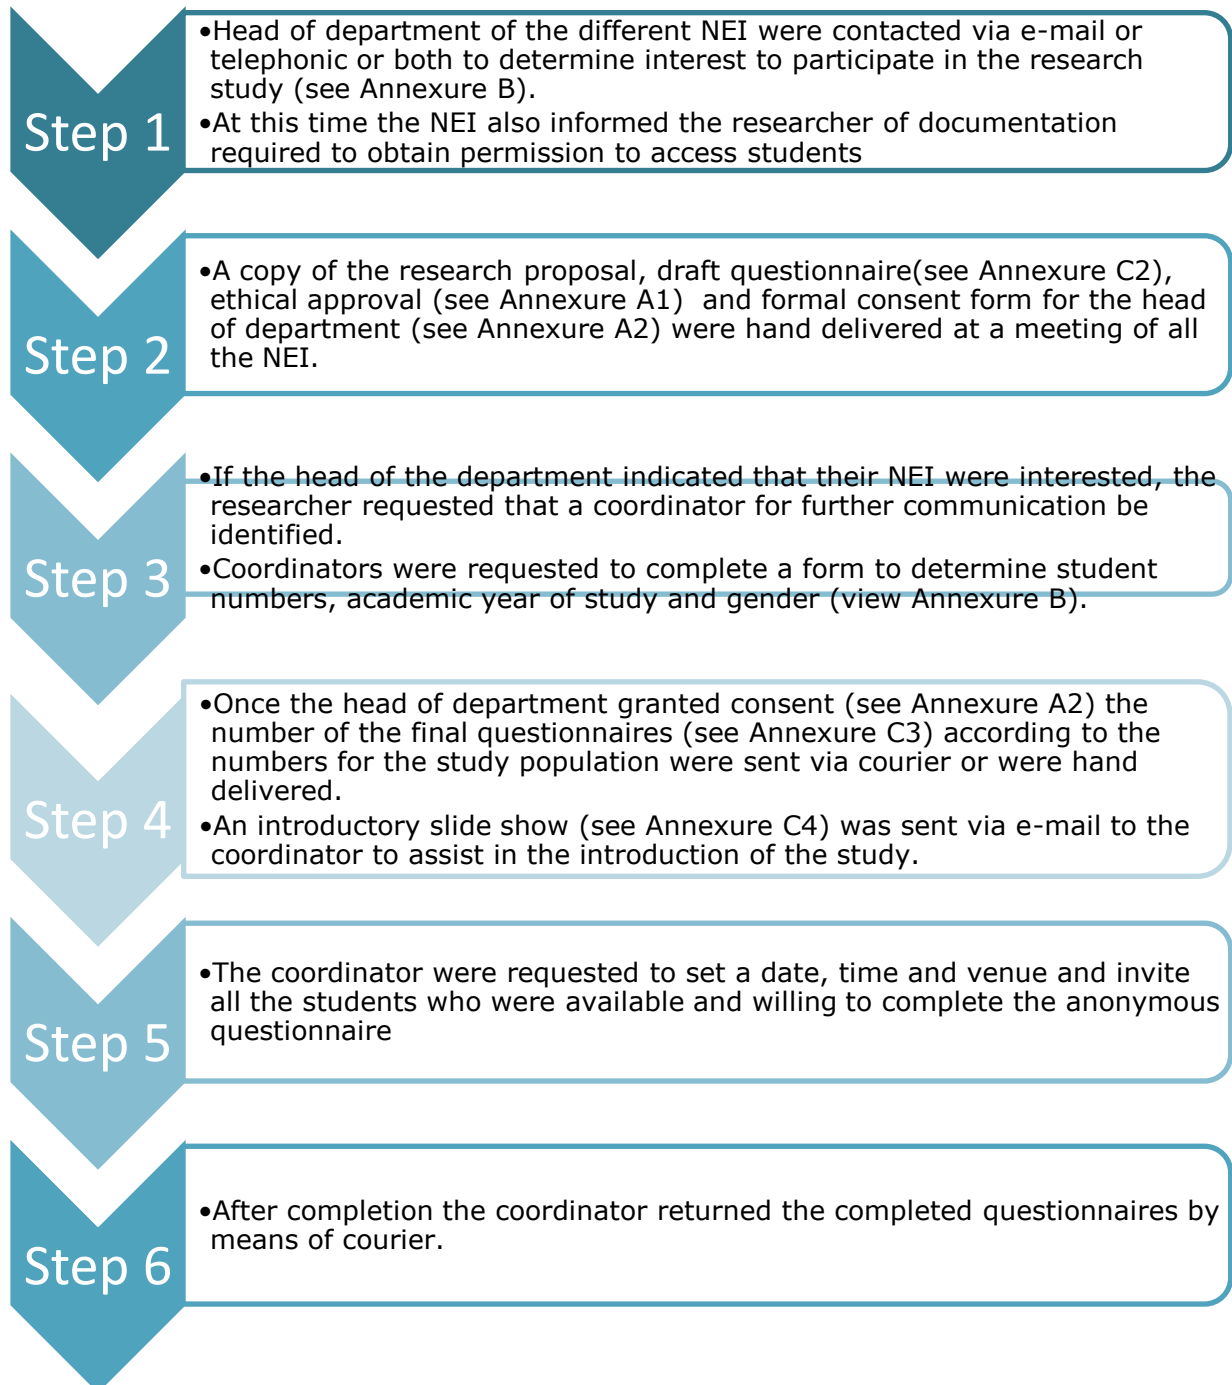 Step 1
•Head of department of the different NEI were contacted via e-mail or
telephonic or both to determine interest to participate in the research
study (see Annexure B).
•At this time the NEI also informed the researcher of documentation
required to obtain permission to access students
Step 2
•A copy of the research proposal, draft questionnaire(see Annexure C2),
ethical approval (see Annexure A1)  and formal consent form for the head
of department (see Annexure A2) were hand delivered at a meeting of all
the NEI.
Step 3
•If the head of the department indicated that their NEI were interested, the
researcher requested that a coordinator for further communication be
identified.
•Coordinators were requested to complete a form to determine student
numbers, academic year of study and gender (view Annexure B).
Step 4
•Once the head of department granted consent (see Annexure A2) the
number of the final questionnaires (see Annexure C3) according to the
numbers for the study population were sent via courier or were hand
delivered.
•An introductory slide show (see Annexure C4) was sent via e-mail to the
coordinator to assist in the introduction of the study.
Step 5
•The coordinator were requested to set a date, time and venue and invite
all the students who were available and willing to complete the anonymous
questionnaire
Step 6
•After completion the coordinator returned the completed questionnaires by
means of courier.